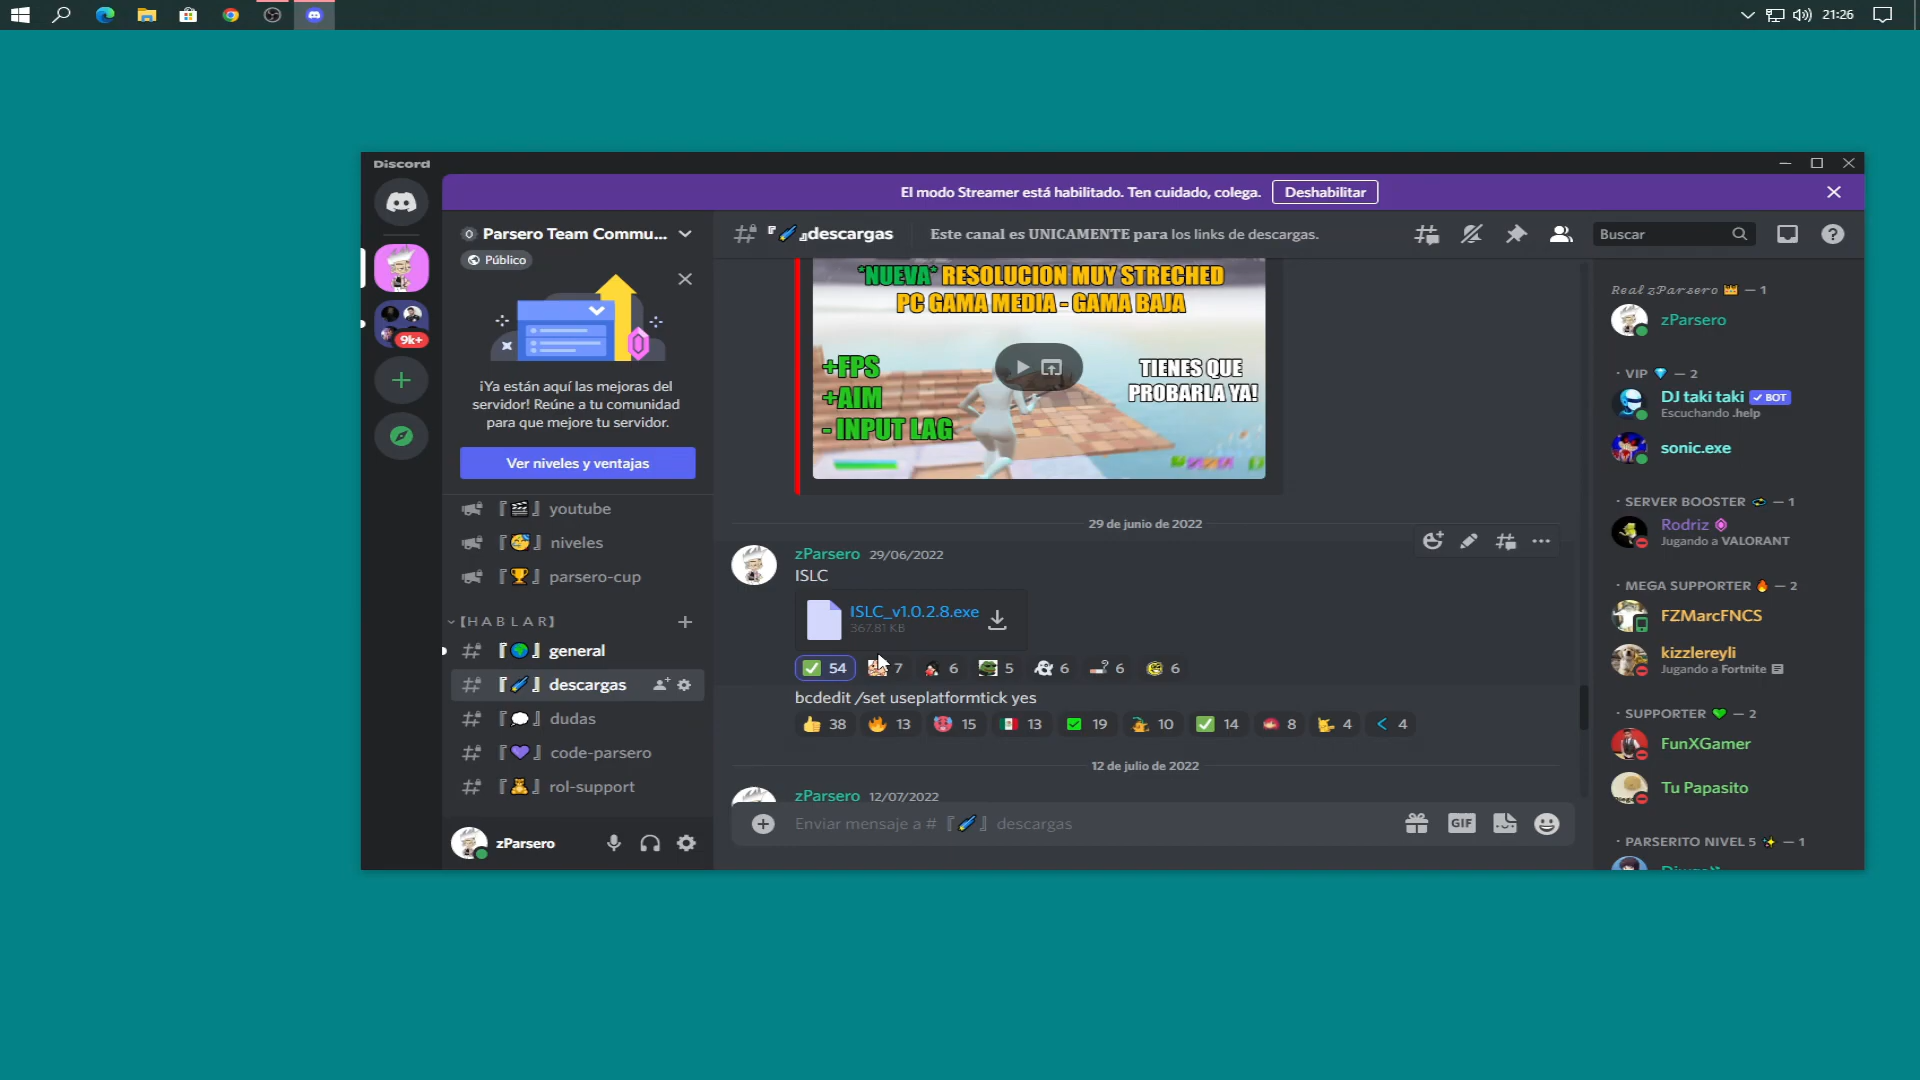 21:26
Discord
El modo Streamer está habilitado. Ten cuidado, colega.
Deshabilitar
Parsero Team Commu...
Público
¡Ya están aquí las mejoras del
servidor! Reúne a tu comunidad
para que mejore tu servidor.
Ver niveles y ventajas
youtube
niveles
parsero-cup
[HABLAR]
general
descargas
dudas
code-parsero
rol-support
zParsero
descargas
Este canal es UNICAMENTE para los links de descargas.
Buscar
*NUEVA* RESOLUCION MUY STRECHED
PC GAMA MEDIA - GAMA BAJA
+FPS
+AIM
- INPUT LAG
TIENES QUE
PROBARLA YA!
29 de junio de 2022
zParsero 29/06/2022
ISLC
ISLC_v1.0.2.8.exe
367.81 KB
54 7 6 5 6 6 6
bcdedit /set useplatformtick yes
38 13 15 13 19 10 14 8 4 4
12 de julio de 2022
zParsero 12/07/2022
Enviar mensaje a # 『』 descargas
GIF
9k+
Real zParsero — 1
zParsero
· VIP — 2
DJ taki taki BOT
Escuchando .help
sonic.exe
· SERVER BOOSTER — 1
Rodriz
Jugando a VALORANT
· MEGA SUPPORTER — 2
FZMarcFNCS
kizzlereyli
Jugando a Fortnite
· SUPPORTER — 2
FunXGamer
Tu Papasito
· PARSERITO NIVEL 5 — 1